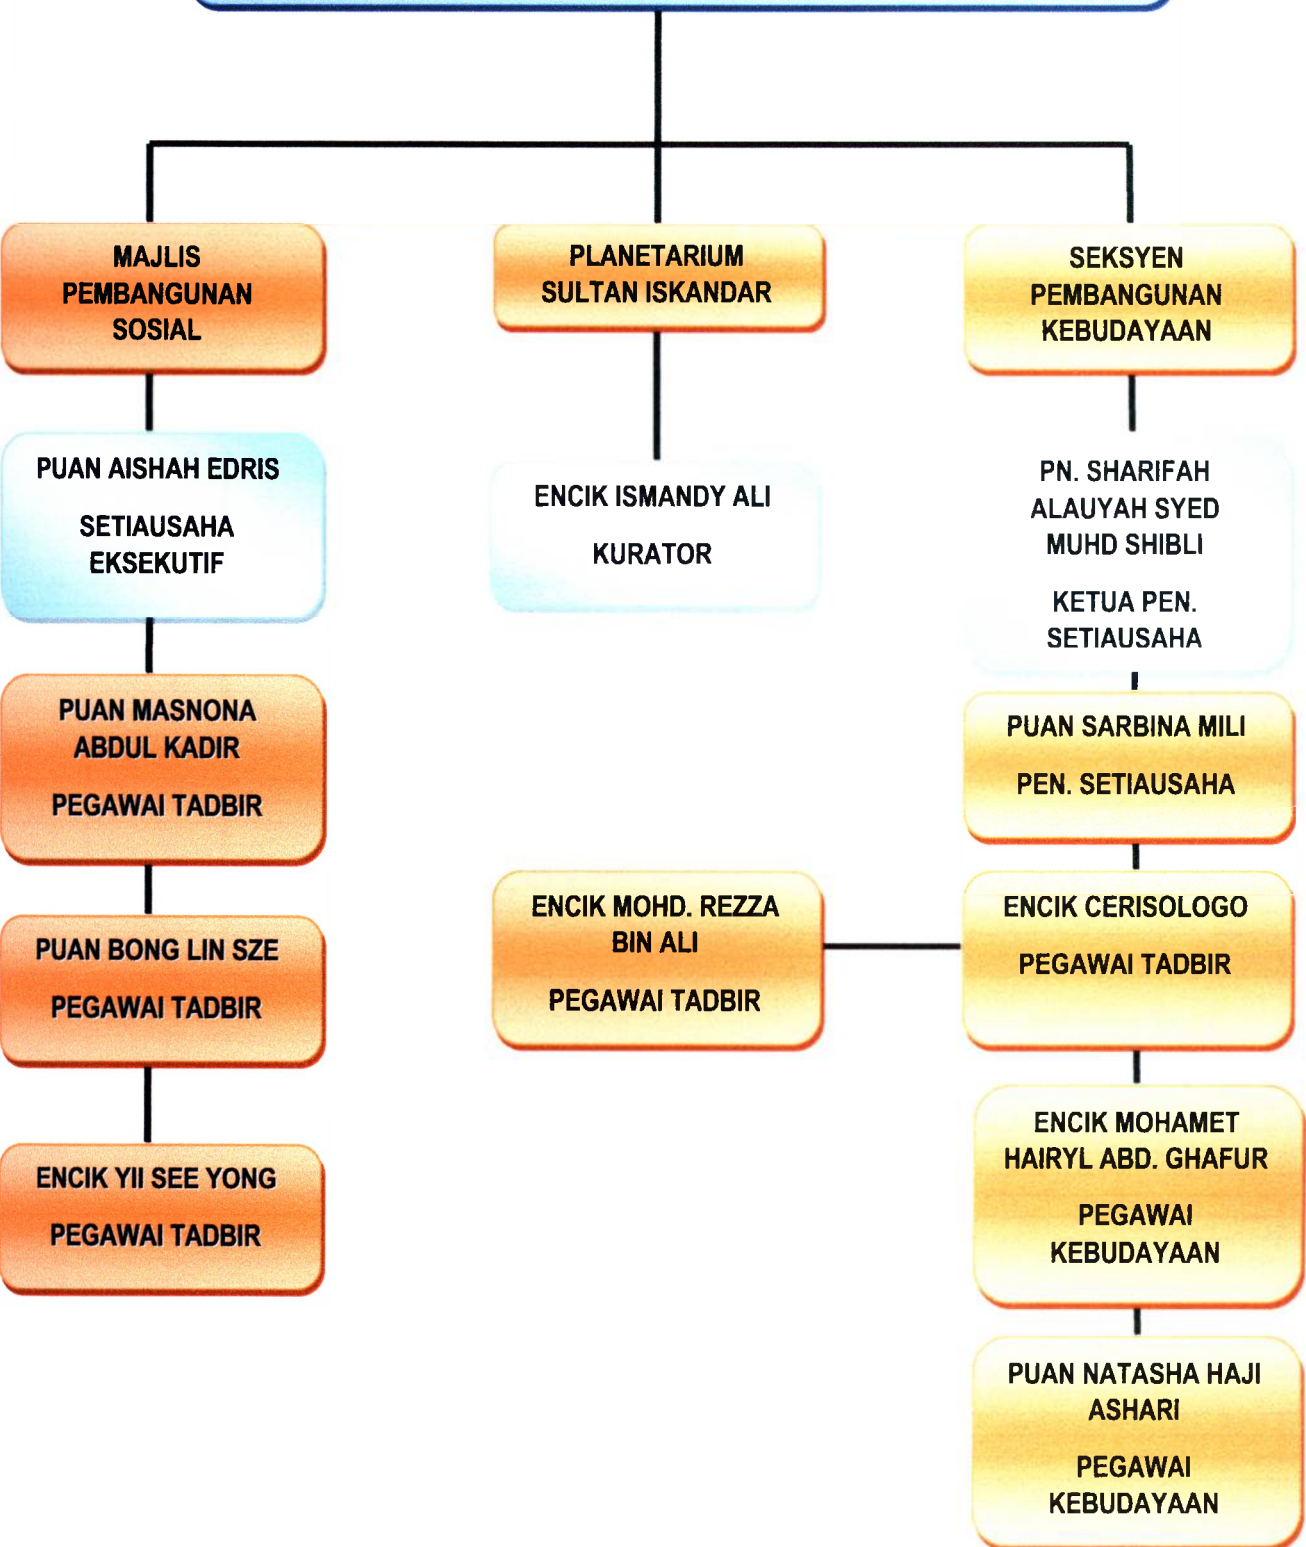 MAJLIS
PEMBANGUNAN
SOSIAL
PUAN AISHAH EDRIS
SETIAUSAHA
EKSEKUTIF
PUAN MASNONA
ABDUL KADIR
PEGAWAI TADBIR
PUAN BONG LIN SZE
PEGAWAI TADBIR
ENCIK YII SEE YONG
PEGAWAI TADBIR
PLANETARIUM
SULTAN ISKANDAR
ENCIK ISMANDY ALI
KURATOR
SEKSYEN
PEMBANGUNAN
KEBUDAYAAN
PN. SHARIFAH
ALAUYAH SYED
MUHD SHIBLI
KETUA PEN.
SETIAUSAHA
PUAN SARBINA MILI
PEN. SETIAUSAHA
ENCIK MOHD. REZZA
BIN ALI
PEGAWAI TADBIR
ENCIK CERISOLOGO
PEGAWAI TADBIR
ENCIK MOHAMET
HAIRYL ABD. GHAFUR
PEGAWAI
KEBUDAYAAN
PUAN NATASHA HAJI
ASHARI
PEGAWAI
KEBUDAYAAN